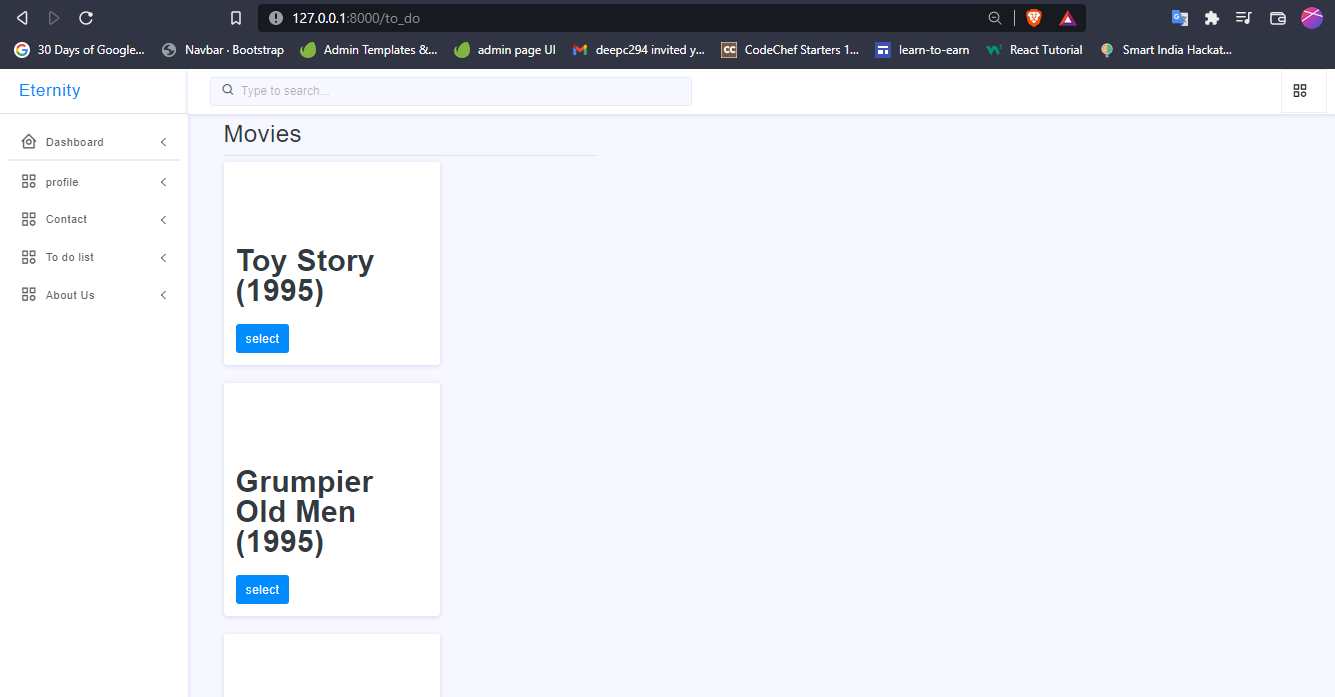 127.0.0.1:8000/to_do
30 Days of Google... Navbar · Bootstrap Admin Templates &... admin page UI deepc294 invited y... CC CodeChef Starters 1... learn-to-earn React Tutorial Smart India Hackat...
Eternity
Type to search...
Dashboard
profile
Contact
To do list
About Us
Movies
Toy Story
(1995)
select
Grumpier
Old Men
(1995)
select